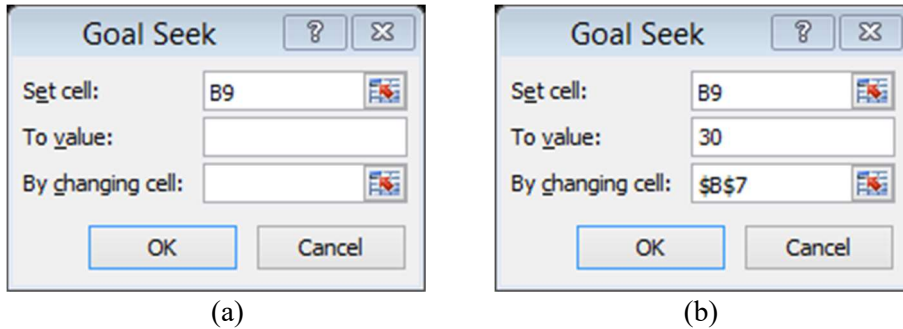 Goal Seek
Set cell: B9
To value:
By changing cell:
OK Cancel
(a)
Goal Seek
Set cell: B9
To value: 30
By changing cell: $B$7
OK Cancel
(b)